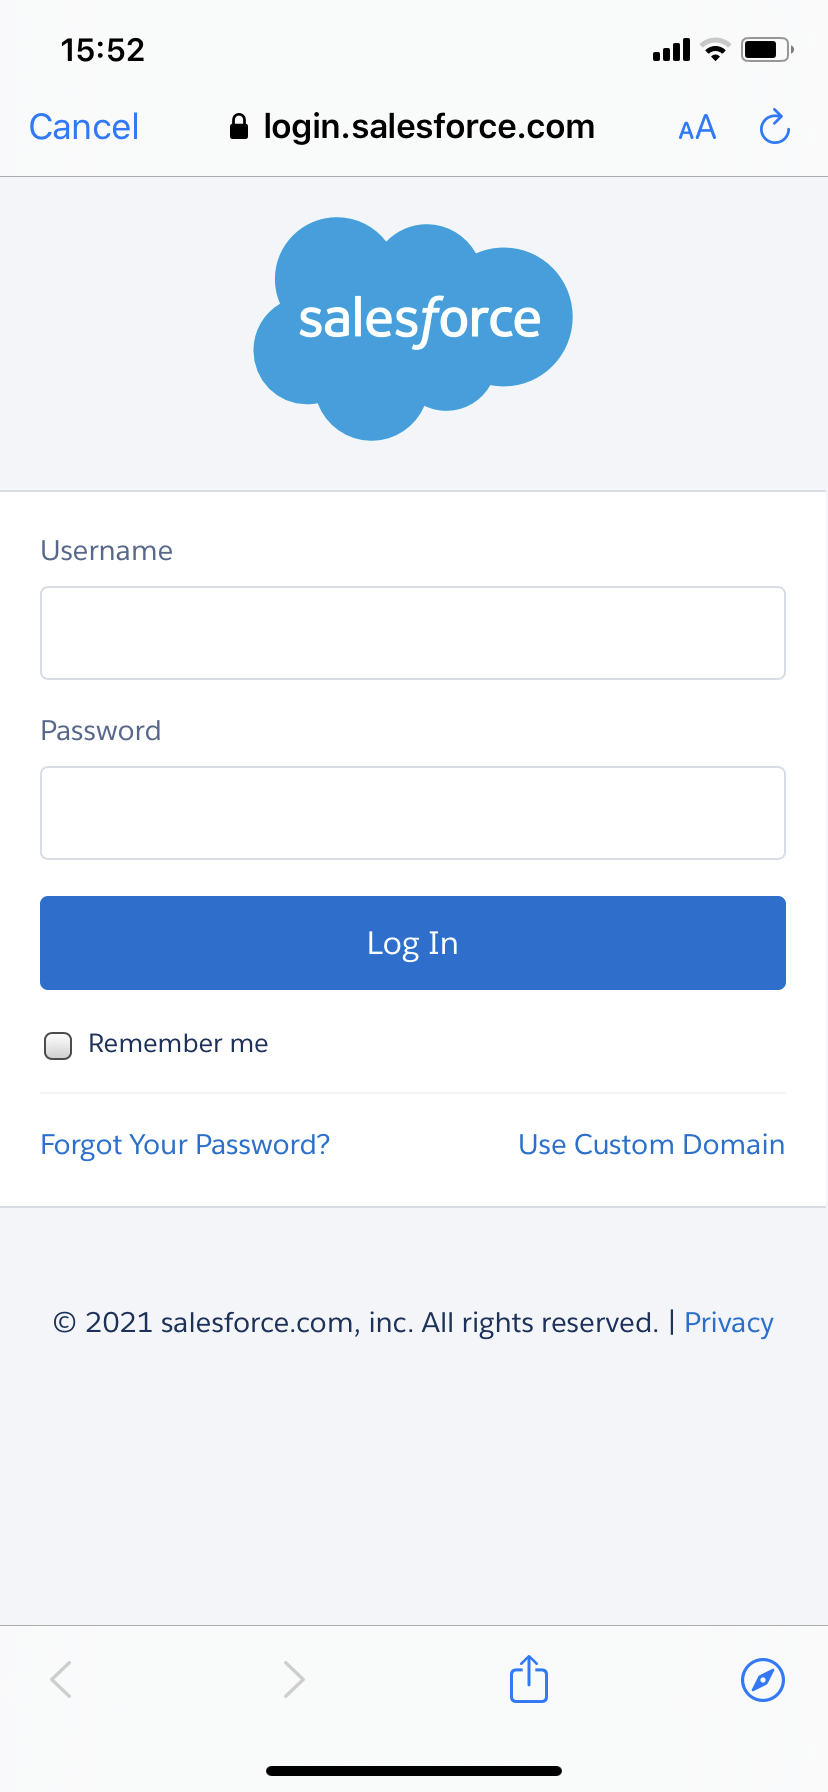 15:52
Cancel login.salesforce.com AA
salesforce
Username
Password
Log In
Remember me
Forgot Your Password? Use Custom Domain
© 2021 salesforce.com, inc. All rights reserved. | Privacy